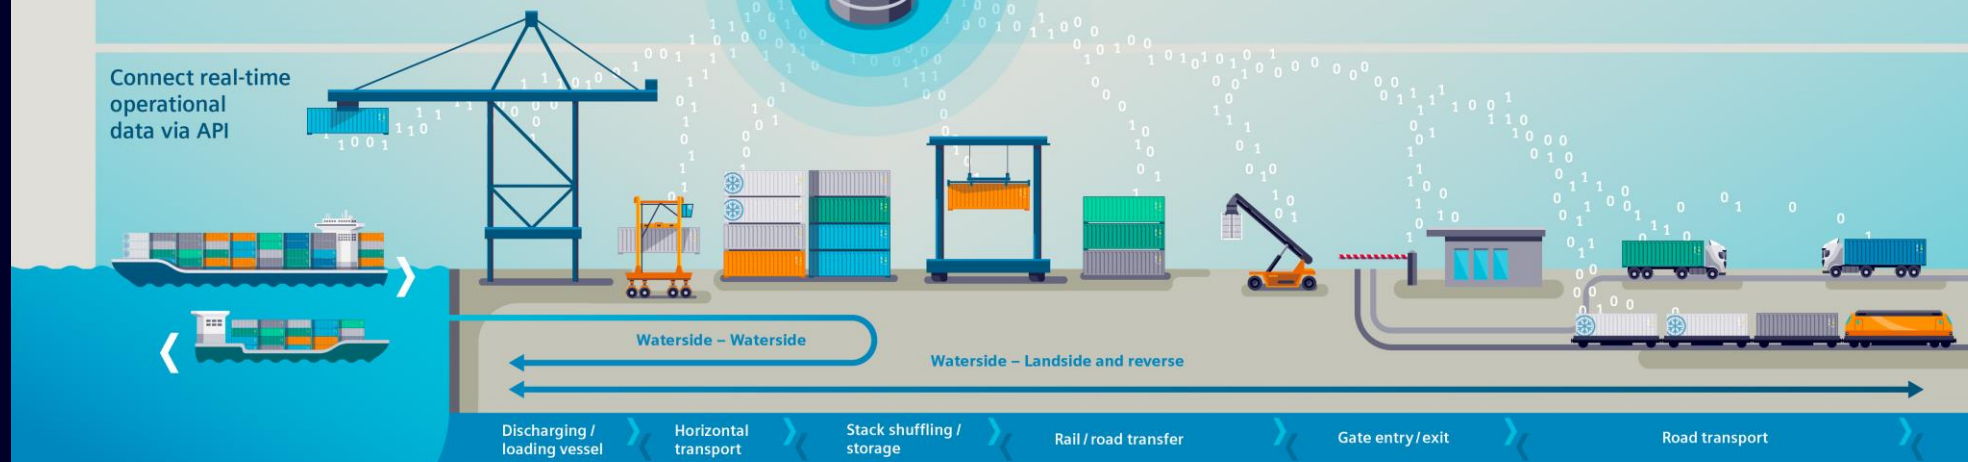 Connect real-time
operational
data via API
Waterside – Waterside
Waterside – Landside and reverse
Discharging /
loading vessel
Horizontal
transport
Stack shuffling /
storage
Rail / road transfer
Gate entry / exit
Road transport